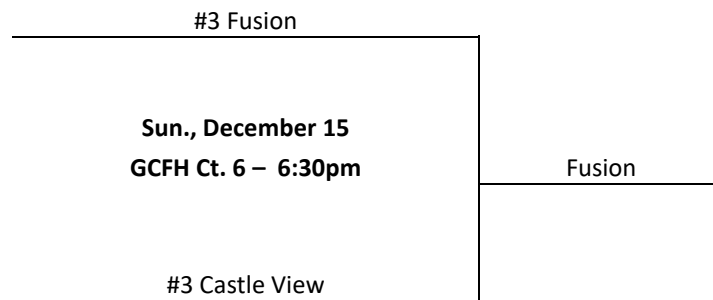 #3 Fusion
Sun., December 15
GCFH Ct. 6 – 6:30pm
Fusion
#3 Castle View